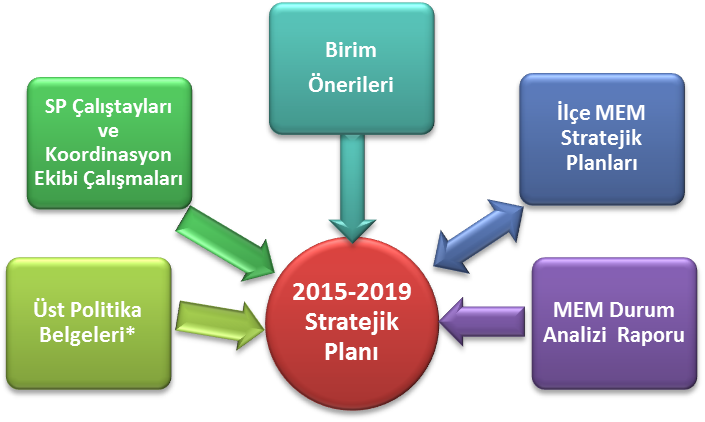 Birim
Önerileri
SP Çalıştayları
ve
Koordinasyon
Ekibi Çalışmaları
İlçe MEM
Stratejik
Planları
Üst Politika
Belgeleri*
2015-2019
Stratejik
Planı
MEM Durum
Analizi Raporu